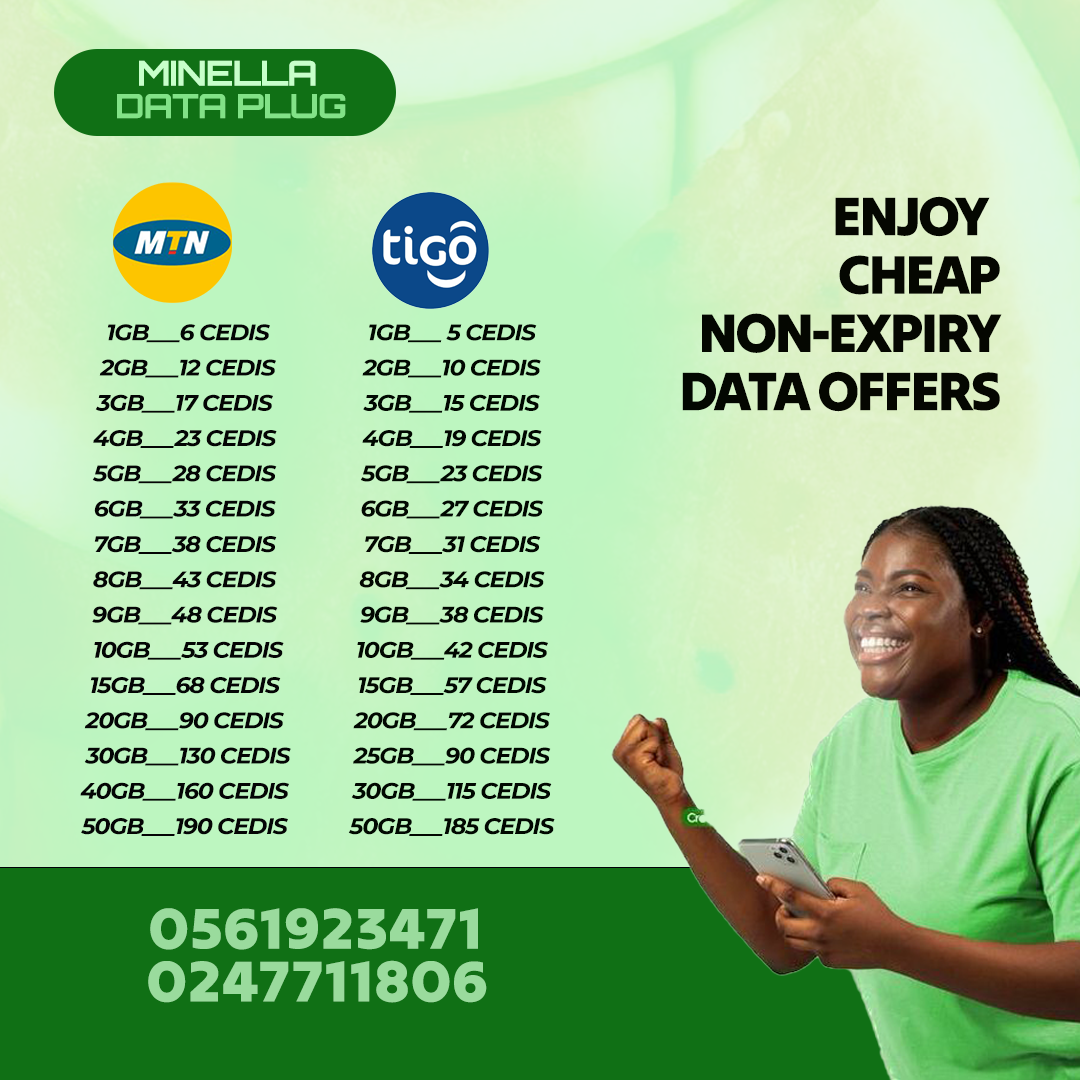 MINELLA
DATA PLUG
MTN
tigo
ENJOY
CHEAP
NON-EXPIRY
DATA OFFERS
1GB___6 CEDIS
2GB___12 CEDIS
3GB___17 CEDIS
4GB___23 CEDIS
5GB___28 CEDIS
6GB___33 CEDIS
7GB___38 CEDIS
8GB___43 CEDIS
9GB___48 CEDIS
10GB___53 CEDIS
15GB___68 CEDIS
20GB___90 CEDIS
30GB___130 CEDIS
40GB___160 CEDIS
50GB___190 CEDIS
1GB___ 5 CEDIS
2GB___10 CEDIS
3GB___15 CEDIS
4GB___19 CEDIS
5GB___23 CEDIS
6GB___27 CEDIS
7GB___31 CEDIS
8GB___34 CEDIS
9GB___38 CEDIS
10GB___42 CEDIS
15GB___57 CEDIS
20GB___72 CEDIS
25GB___90 CEDIS
30GB___115 CEDIS
50GB___185 CEDIS
0561923471
0247711806